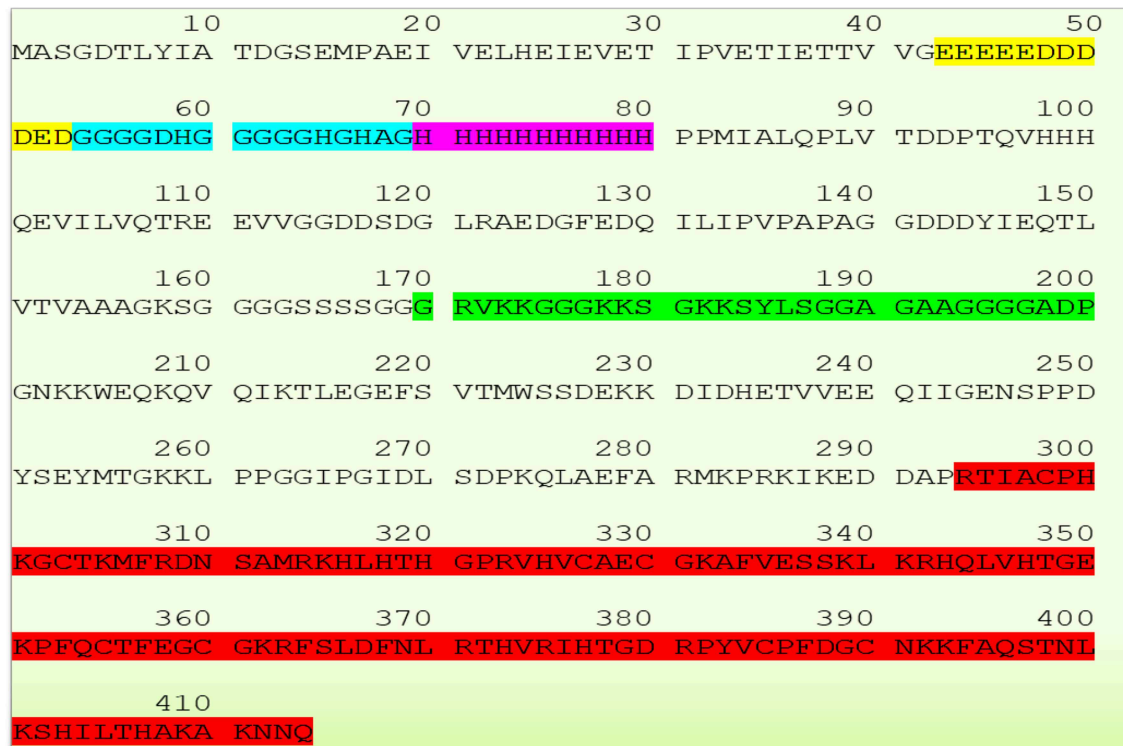 10 20 30 40 50
MASGDTLYIA TDGSEMPAEI VELHEIEVET IPVETIETTV VGEEEEEDDD
60 70 80 90 100
DEDGGGGDHG GGGGHGHAGH HHHHHHHHHH PPMIALQPLV TDDPTQVHHH
110 120 130 140 150
QEVILVQTRE EVVGGDDSDG LRAEDGFEDQ ILIPVPAPAG GDDDYIEQTL
160 170 180 190 200
VTVAAAGKSG GGGSSSSGGG RVKKGGGKKS GKKSYLSGGA GAAGGGGADP
210 220 230 240 250
GNKKWEQKQV QIKTLEGEFS VTMWSSDEKK DIDHETVVEE QIIGENSPPD
260 270 280 290 300
YSEYMTGKKL PPGGIPGIDL SDPKQLAEFA RMKPRKIKED DAPRTIACPH
310 320 330 340 350
KGCTKMFRDN SAMRKHLHTH GPRVHVCAEC GKAFVESSKL KRHQLVHTGE
360 370 380 390 400
KPFQCTFEGC GKRFSLDFNL RTHVRIHTGD RPYVCPFDGC NKKFAQSTNL
410
KSHILTHAKA KNNQ